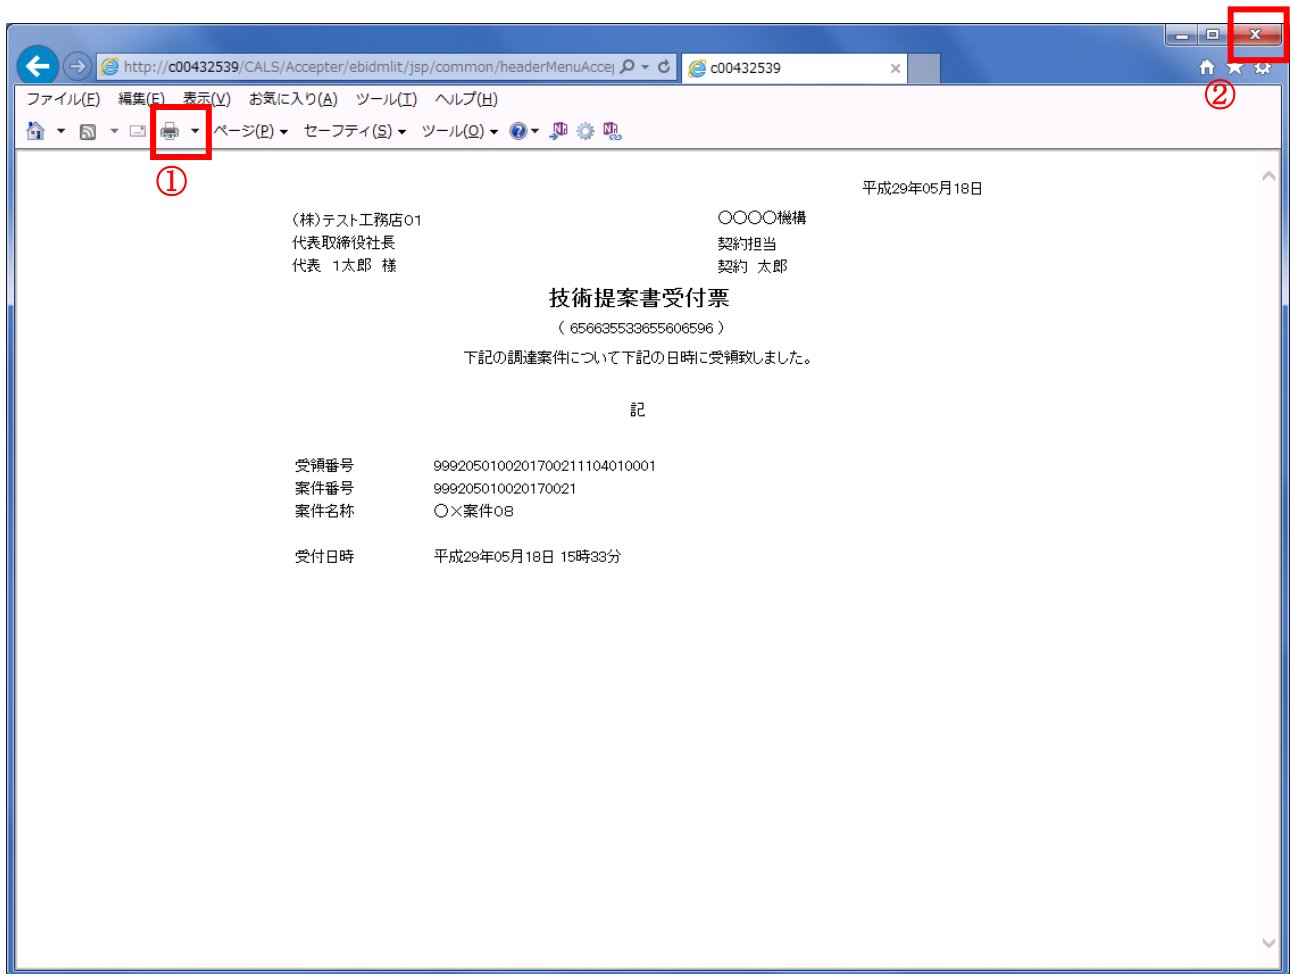 http://c00432539/CALS/Accepter/ebidmlit/jsp/common/headerMenuAccep
c00432539
②
ファイル(F) 編集(E) 表示(V) お気に入り(A) ツール(T) ヘルプ(H)
ページ(P) セーフティ(S) ツール(O)
①
平成29年05月18日
(株)テスト工務店01
代表取締役社長
代表 1太郎 様
〇〇〇〇機構
契約担当
契約 太郎
技術提案書受付票
( 656635533655606596 )
下記の調達案件について下記の日時に受領致しました。
記
受領番号 9992050100201700211104010001
案件番号 999205010020170021
案件名称 〇×案件08
受付日時 平成29年05月18日 15時33分